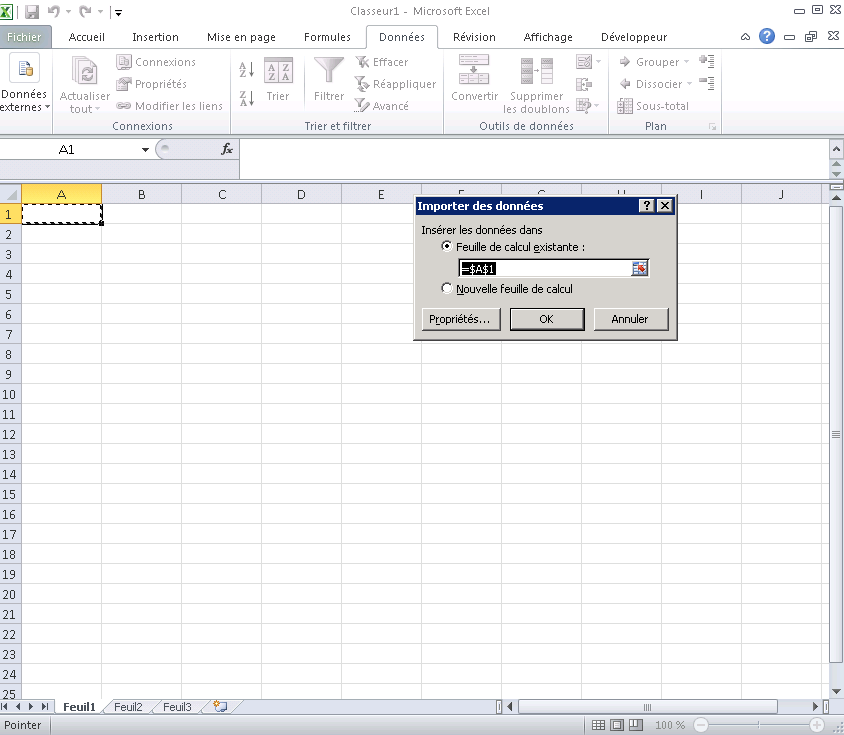 Classeur1 - Microsoft Excel
Fichier Accueil Insertion Mise en page Formules Données Révision Affichage Développeur
Données externes
Actualiser tout
Connexions
Propriétés
Modifier les liens
Connexions
Trier
Filtrer
Effacer
Réappliquer
Avancé
Trier et filtrer
Convertir
Supprimer les doublons
Outils de données
Grouper
Dissocier
Sous-total
Plan
A1
fx
A B C D E F G H I J
1
2
3
4
5
6
7
8
9
10
11
12
13
14
15
16
17
18
19
20
21
22
23
24
25
Importer des données
Insérer les données dans
Feuille de calcul existante :
=$A$1
Nouvelle feuille de calcul
Propriétés... OK Annuler
Feuil1 Feuil2 Feuil3
Pointer
100 %